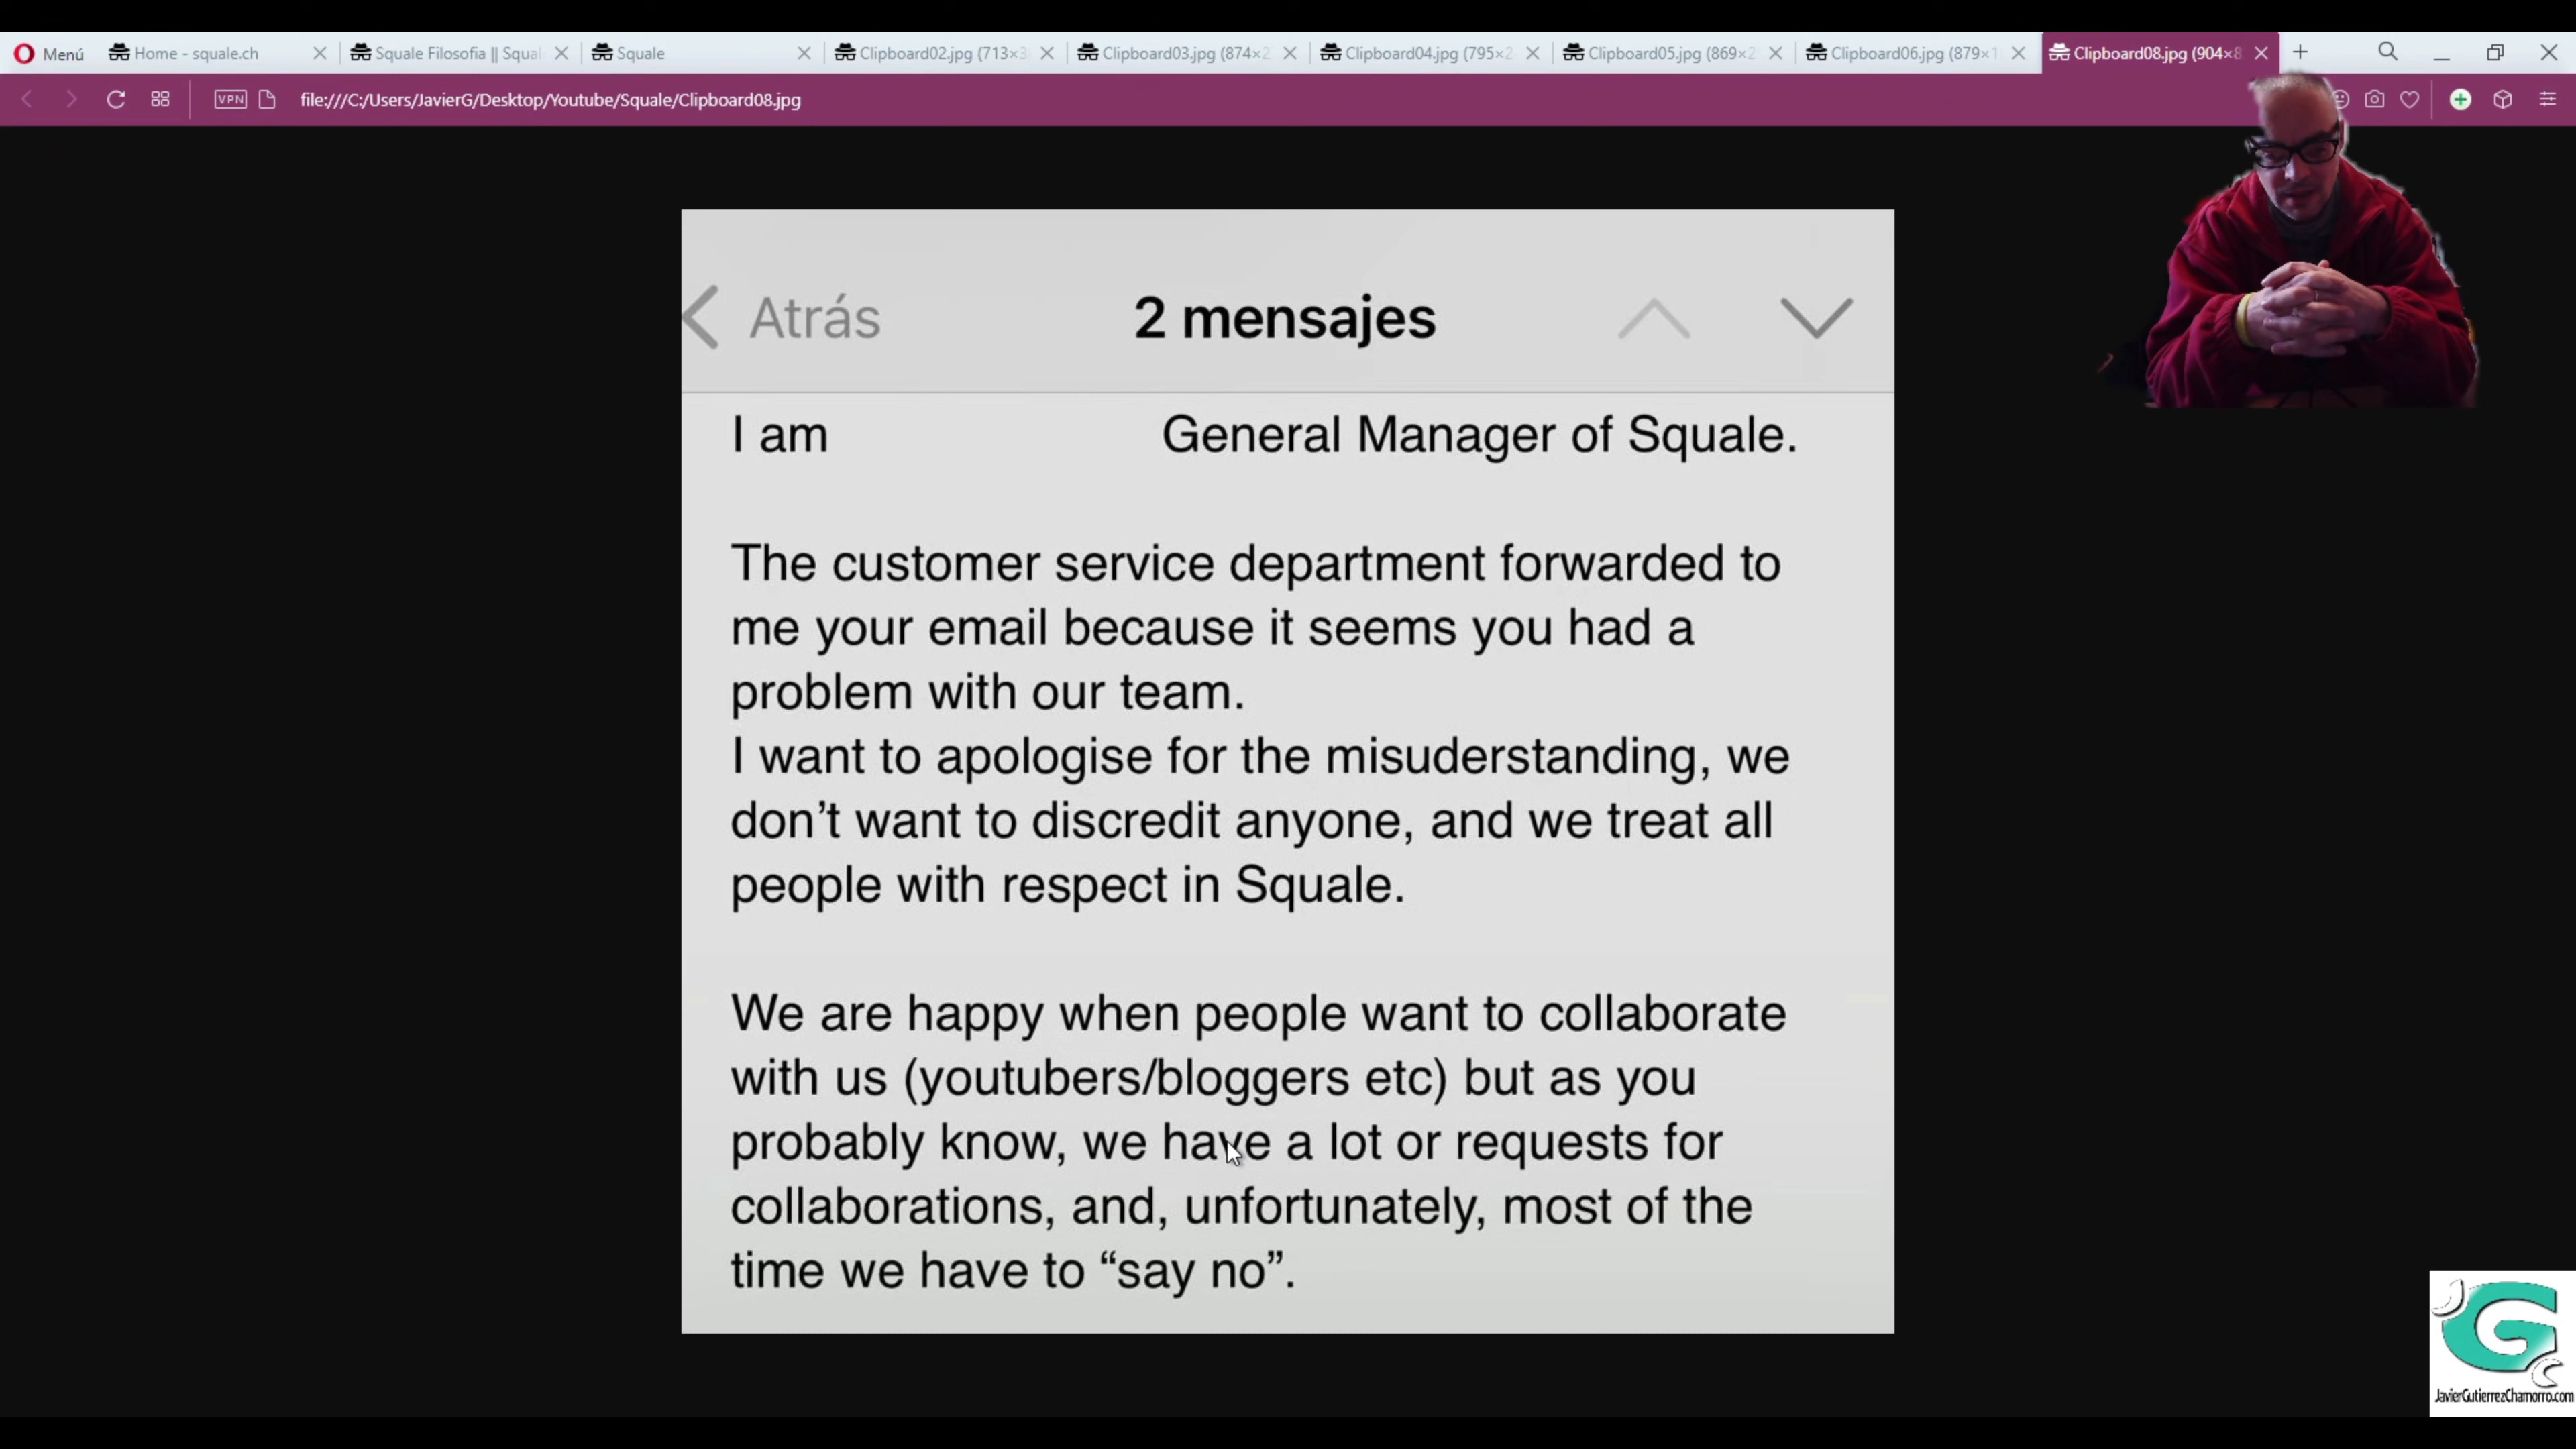 Menú
Home - squale.ch
Squale Filosofia || Squal
Squale
Clipboard02.jpg (713×3
Clipboard03.jpg (874×2
Clipboard04.jpg (795×2
Clipboard05.jpg (869×2
Clipboard06.jpg (879×1
Clipboard08.jpg (904×8
VPN
file:///C:/Users/JavierG/Desktop/Youtube/Squale/Clipboard08.jpg
Atrás
2 mensajes
I am General Manager of Squale.
The customer service department forwarded to
me your email because it seems you had a
problem with our team.
I want to apologise for the misuderstanding, we
don’t want to discredit anyone, and we treat all
people with respect in Squale.
We are happy when people want to collaborate
with us (youtubers/bloggers etc) but as you
probably know, we have a lot or requests for
collaborations, and, unfortunately, most of the
time we have to “say no”.
G
JavierGutierrezChamorro.com